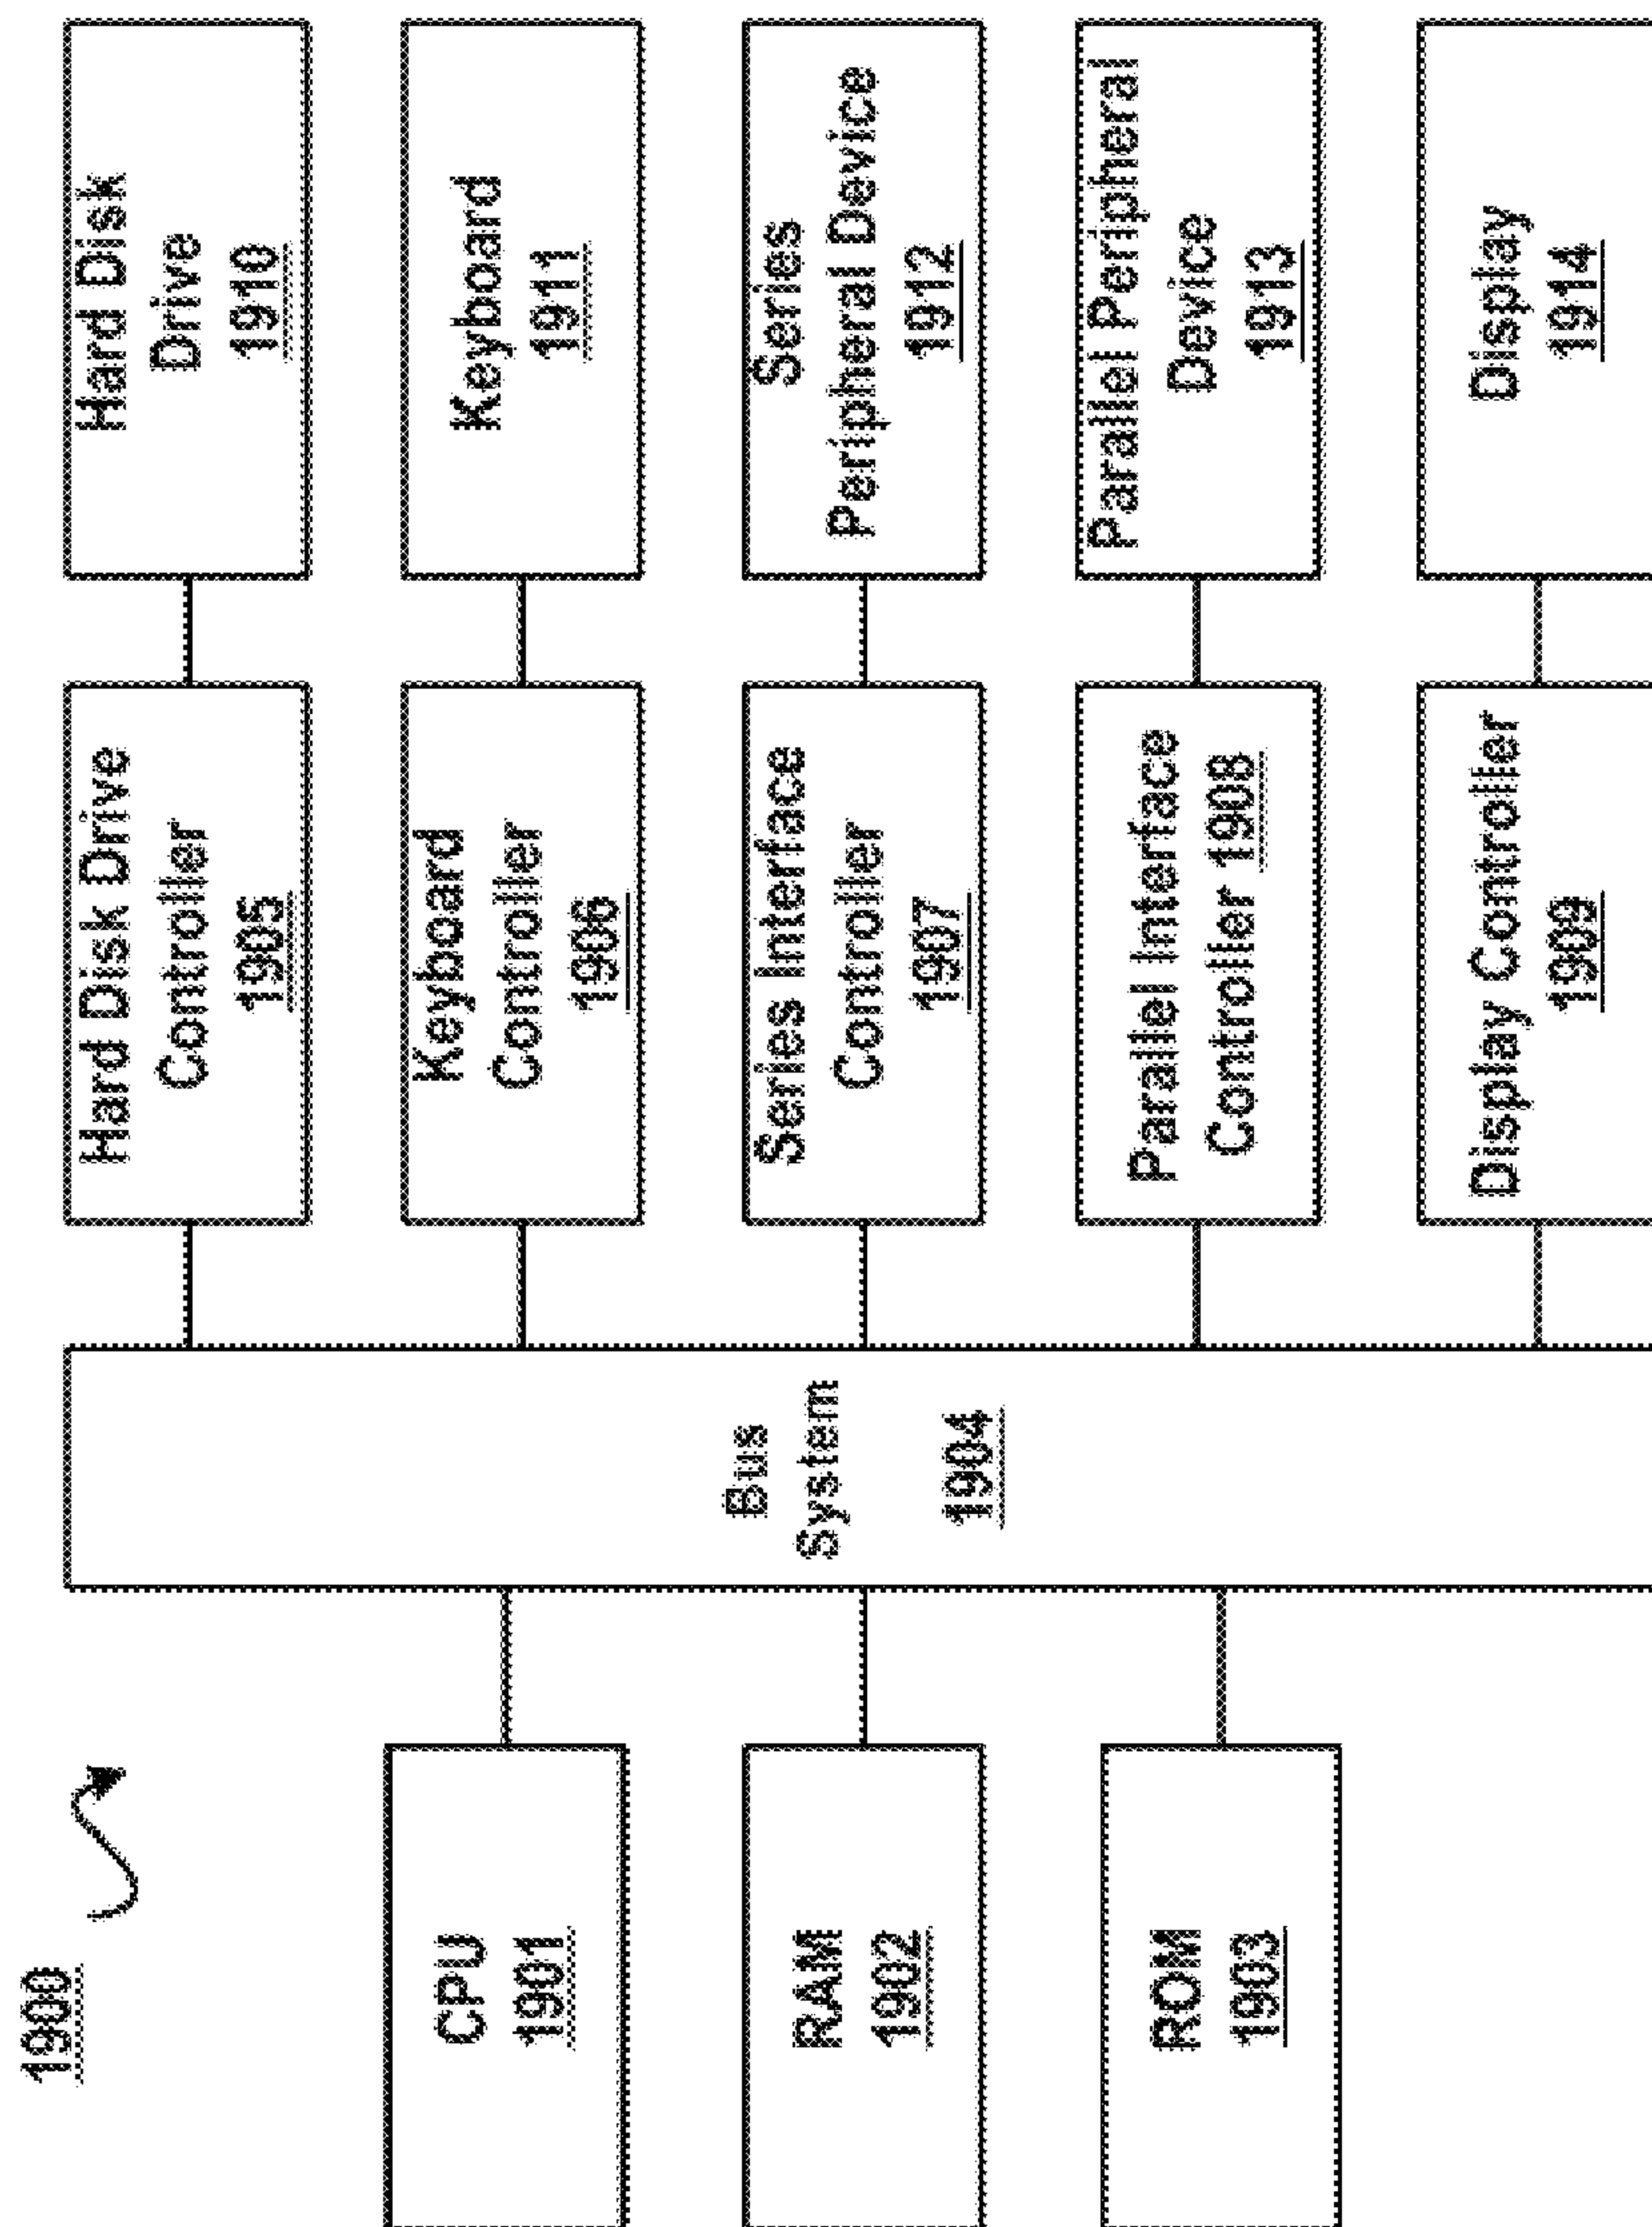 1900
CPU
1901
RAM
1902
ROM
1903
Bus
System
1904
Hard Disk Drive
Controller
1905
Keyboard
Controller
1906
Series Interface
Controller
1907
Parallel Interface
Controller 1908
Display Controller
1909
Hard Disk
Drive
1910
Keyboard
1911
Series
Peripheral Device
1912
Parallel Peripheral
Device
1913
Display
1914